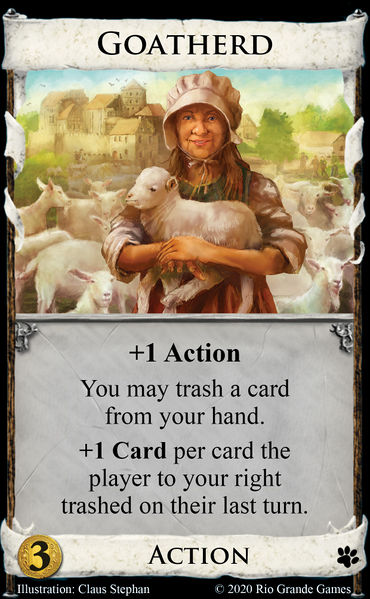 GOATHERD
+1 Action
You may trash a card
from your hand.
+1 Card per card the
player to your right
trashed on their last turn.
3
ACTION
Illustration: Claus Stephan
© 2020 Rio Grande Games